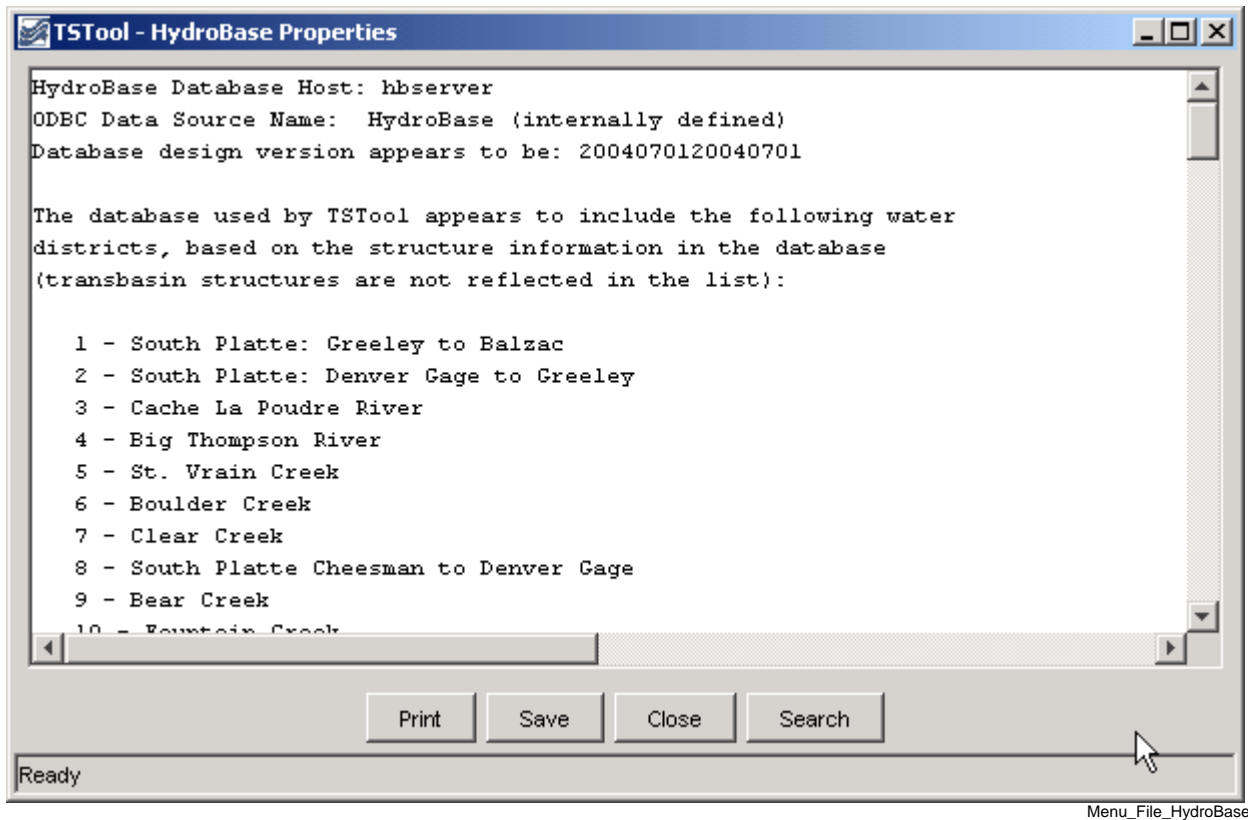 TSTool - HydroBase Properties
HydroBase Database Host: hbserver
ODBC Data Source Name:  HydroBase (internally defined)
Database design version appears to be: 2004070120040701
The database used by TSTool appears to include the following water
districts, based on the structure information in the database
(transbasin structures are not reflected in the list):
1 - South Platte: Greeley to Balzac
2 - South Platte: Denver Gage to Greeley
3 - Cache La Poudre River
4 - Big Thompson River
5 - St. Vrain Creek
6 - Boulder Creek
7 - Clear Creek
8 - South Platte Cheesman to Denver Gage
9 - Bear Creek
10 - Fountain Creek
Print Save Close Search
Ready
Menu_File_HydroBase